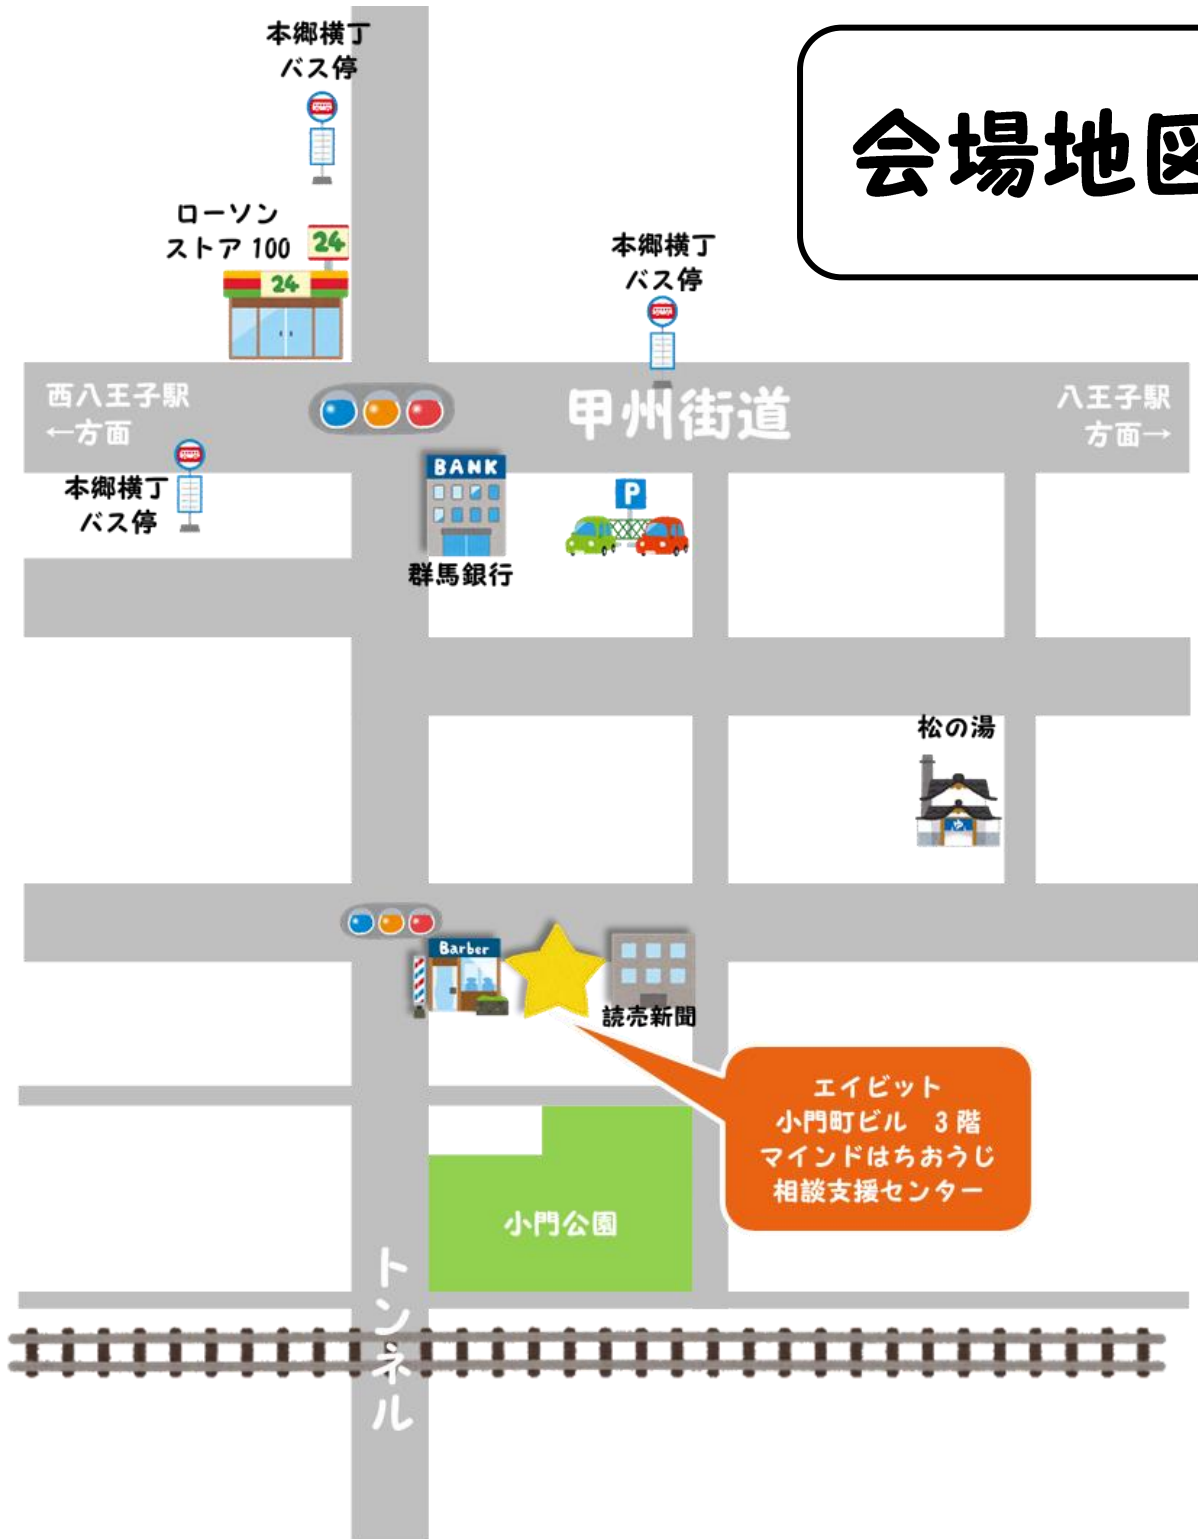 本郷横丁
バス停
会場地図
ローソン
ストア 100
24
24
本郷横丁
バス停
西八王子駅
←方面
甲州街道
八王子駅
方面→
本郷横丁
バス停
BANK
群馬銀行
P
松の湯
ゆ
Barber
読売新聞
エイビット
小門町ビル 3階
マインドはちおうじ
相談支援センター
小門公園
トンネル